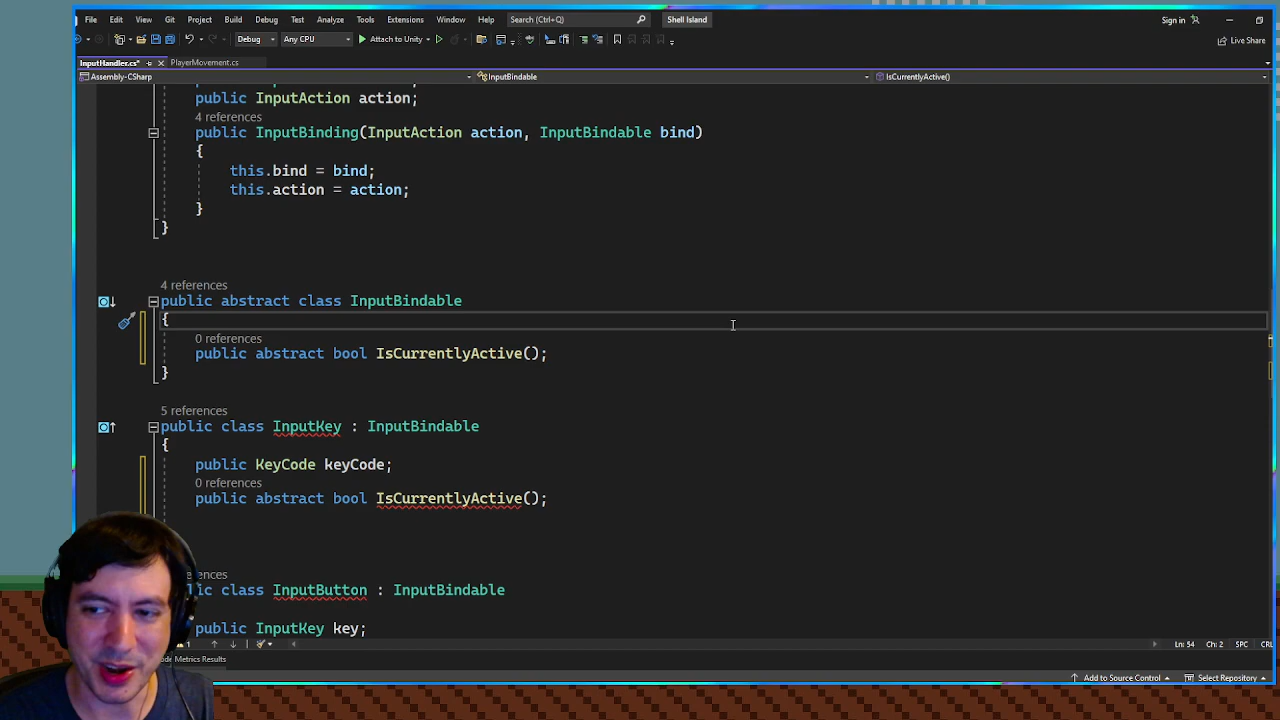 File Edit View Git Project Build Debug Test Analyze Tools Extensions Window Help Search (Ctrl+Q) Shell Island Sign in
Debug Any CPU Attach to Unity Live Share
InputHandler.cs* PlayerMovement.cs
Assembly-CSharp InputBindable IsCurrentlyActive()
public InputAction action;
4 references
public InputBinding(InputAction action, InputBindable bind)
{
this.bind = bind;
this.action = action;
}
}
4 references
public abstract class InputBindable
{
0 references
public abstract bool IsCurrentlyActive();
}
5 references
public class InputKey : InputBindable
{
public KeyCode keyCode;
0 references
public abstract bool IsCurrentlyActive();
class InputButton : InputBindable
public InputKey key;
1 Ln: 54 Ch: 2 SPC
Metrics Results
Add to Source Control Select Repository